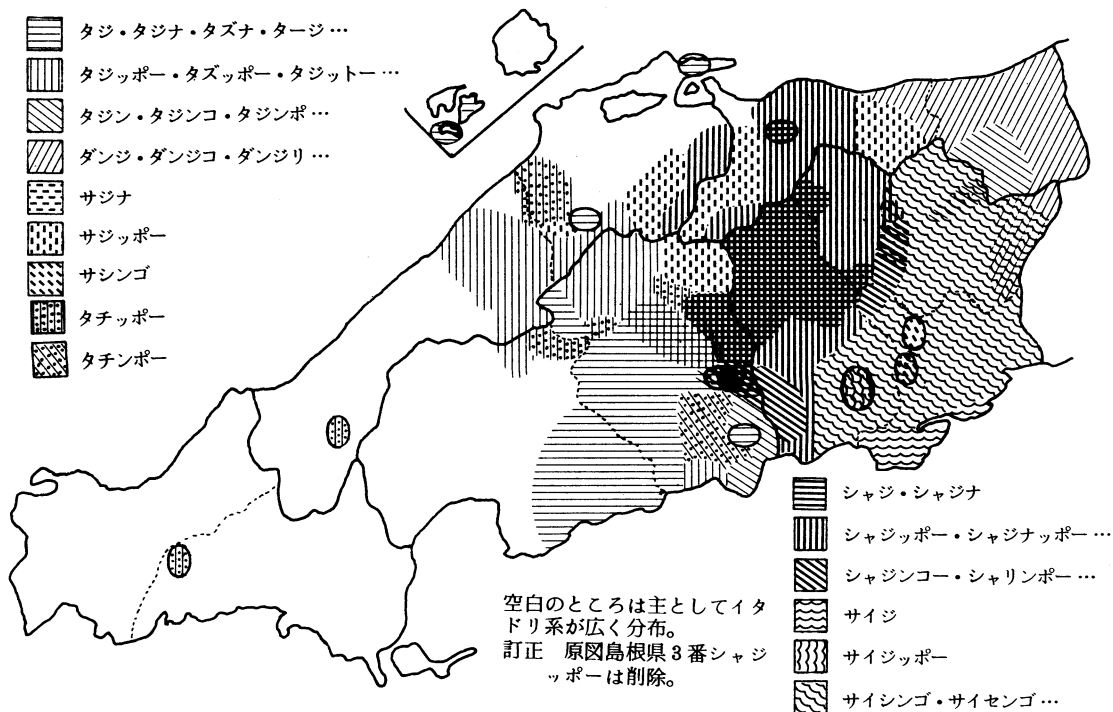 タジ・タジナ・タズナ・タージ…
タジッポー・タズッポー・タジットー…
タジン・タジンコ・タジンポ…
ダンジ・ダンジコ・ダンジリ…
サジナ
サジッポー
サシンゴ
タチッポー
タチンポー
シャジ・シャジナ
シャジッポー・シャジナッポー…
シャジンコー・シャリンポー…
サイジ
サイジッポー
サイシンゴ・サイセンゴ…
空白のところは主としてイタ
ドリ系が広く分布。
訂正　原図島根県3番シャジ
ッポーは削除。